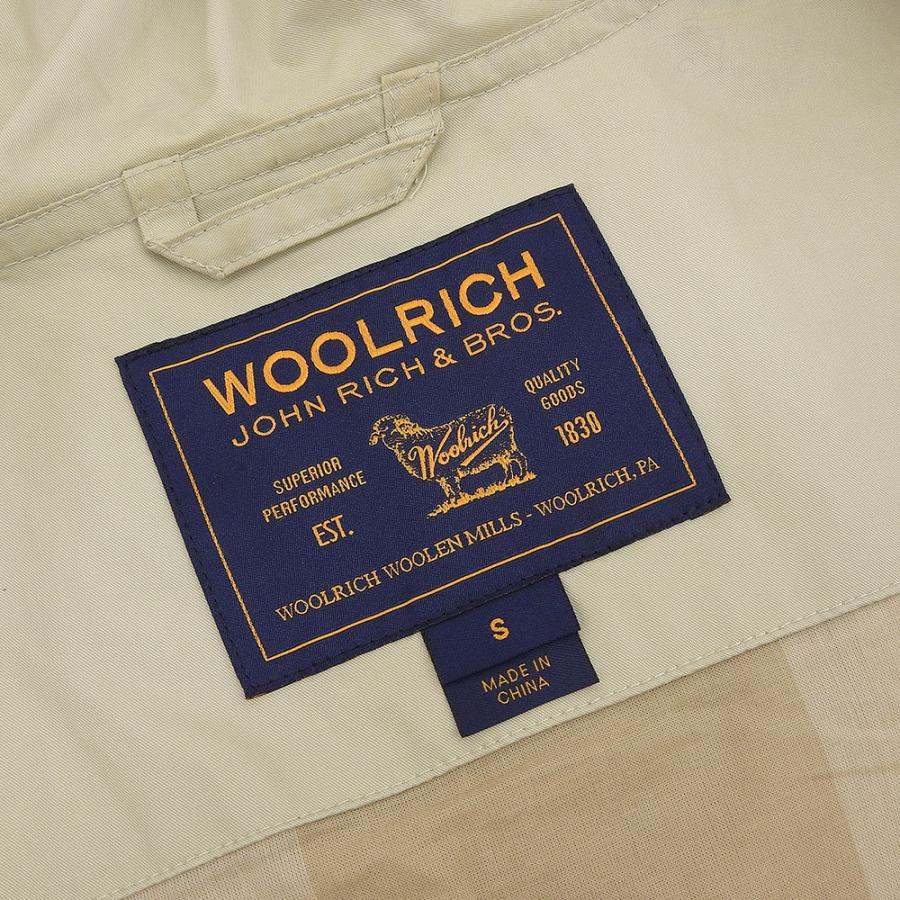 WOOLRICH
JOHN RICH & BROS.
SUPERIOR
PERFORMANCE
EST.
Woolrich
QUALITY
GOODS
1830
WOOLRICH WOOLEN MILLS - WOOLRICH, PA
S
MADE IN
CHINA